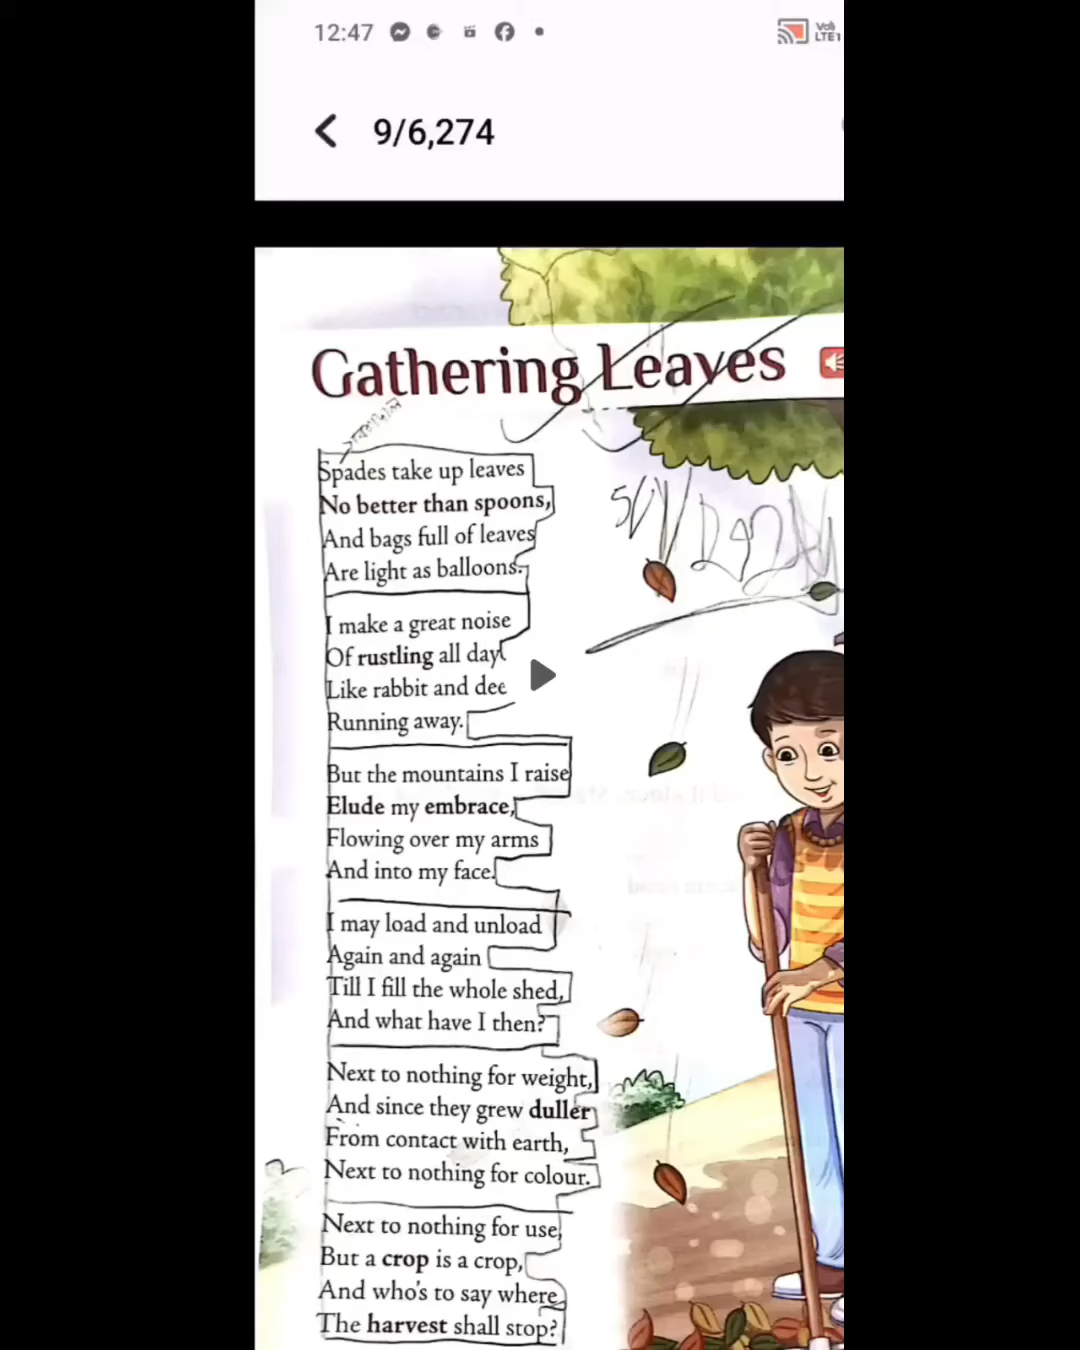 12:47
Vo)
LTE1
9/6,274
Gathering Leaves
Spades take up leaves
No better than spoons,
And bags full of leaves
Are light as balloons.
I make a great noise
Of rustling all day
Like rabbit and dee
Running away.
But the mountains I raise
Elude my embrace,
Flowing over my arms
And into my face.
I may load and unload
Again and again
Till I fill the whole shed,
And what have I then?
Next to nothing for weight,
And since they grew duller
From contact with earth,
Next to nothing for colour.
Next to nothing for use,
But a crop is a crop,
And who's to say where
The harvest shall stop?